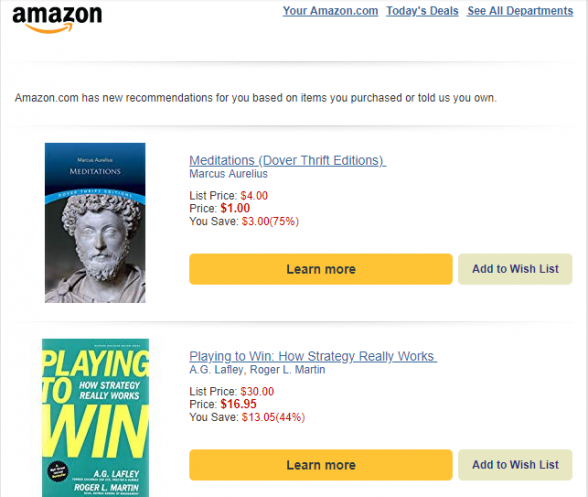 amazon
Your Amazon.com Today's Deals See All Departments
Amazon.com has new recommendations for you based on items you purchased or told us you own.
Marcus Aurelius
MEDITATIONS
DOVER THRIFT EDITIONS
Meditations (Dover Thrift Editions)
Marcus Aurelius
List Price: $4.00
Price: $1.00
You Save: $3.00(75%)
Learn more
Add to Wish List
PLAYING
TO
HOW STRATEGY
REALLY WORKS
WIN
A.G. LAFLEY
ROGER L. MARTIN
Playing to Win: How Strategy Really Works
A.G. Lafley, Roger L. Martin
List Price: $30.00
Price: $16.95
You Save: $13.05(44%)
Learn more
Add to Wish List